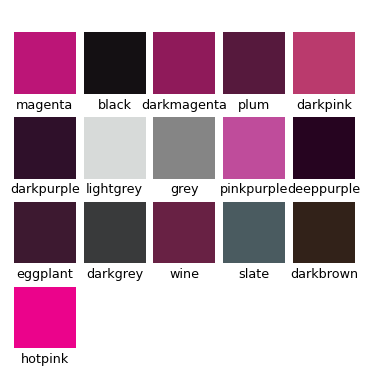 magenta black darkmagenta plum darkpink
darkpurple lightgrey grey pinkpurple deeppurple
eggplant darkgrey wine slate darkbrown
hotpink